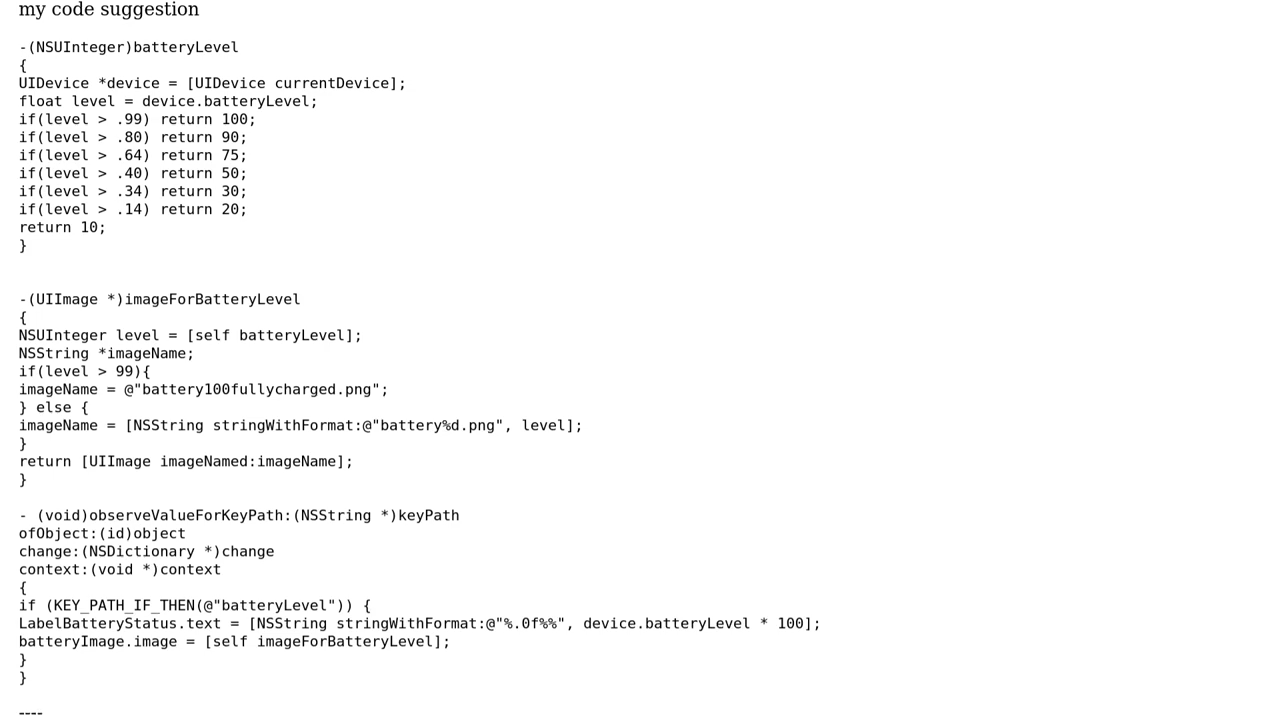 my code suggestion
-(NSUInteger)batteryLevel
{
UIDevice *device = [UIDevice currentDevice];
float level = device.batteryLevel;
if(level > .99) return 100;
if(level > .80) return 90;
if(level > .64) return 75;
if(level > .40) return 50;
if(level > .34) return 30;
if(level > .14) return 20;
return 10;
}
-(UIImage *)imageForBatteryLevel
{
NSUInteger level = [self batteryLevel];
NSString *imageName;
if(level > 99){
imageName = @"battery100fullycharged.png";
} else {
imageName = [NSString stringWithFormat:@"battery%d.png", level];
}
return [UIImage imageNamed:imageName];
}
- (void)observeValueForKeyPath:(NSString *)keyPath
ofObject:(id)object
change:(NSDictionary *)change
context:(void *)context
{
if (KEY_PATH_IF_THEN(@"batteryLevel")) {
LabelBatteryStatus.text = [NSString stringWithFormat:@"%.0f%%", device.batteryLevel * 100];
batteryImage.image = [self imageForBatteryLevel];
}
}
----